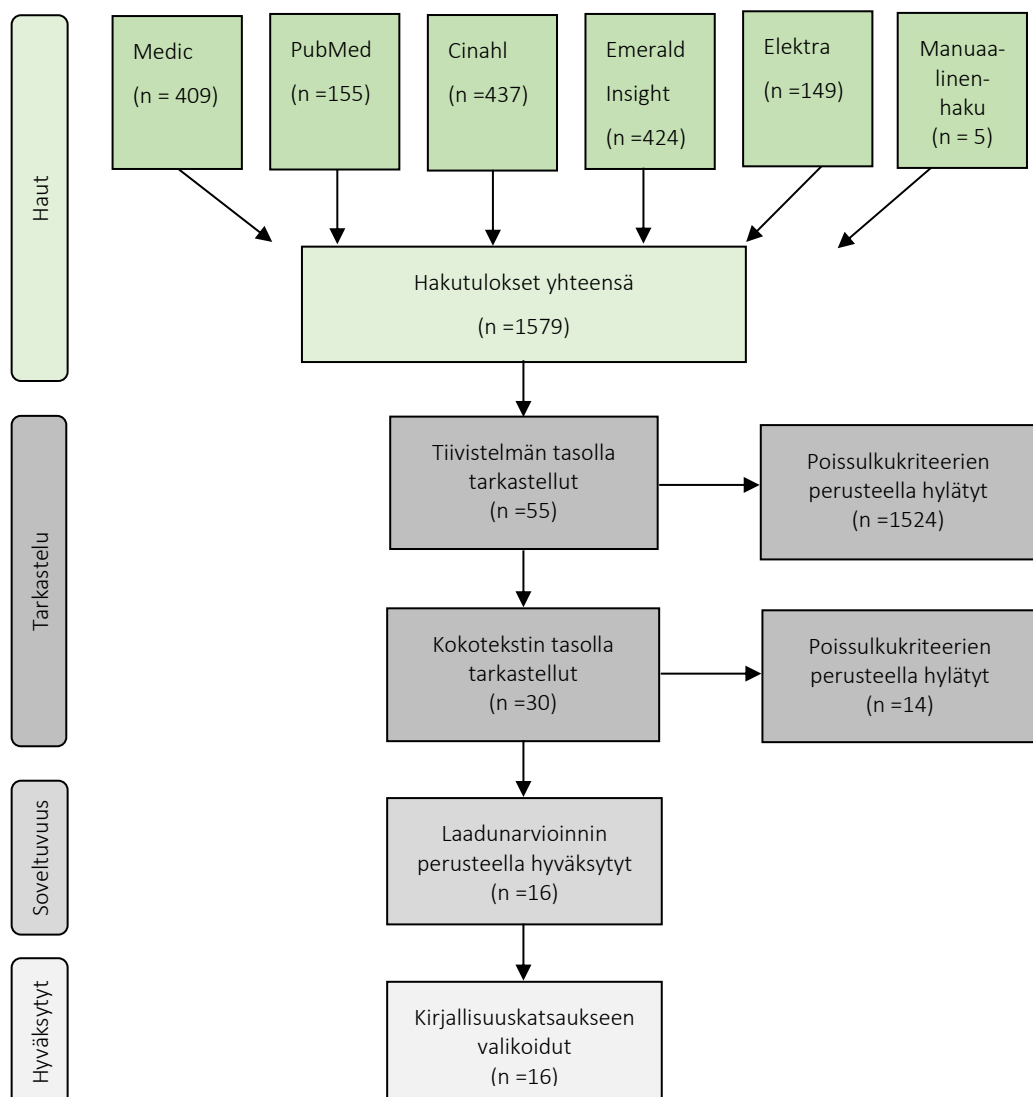 Haut
Medic
(n = 409)
PubMed
(n =155)
Cinahl
(n =437)
Emerald
Insight
(n =424)
Elektra
(n =149)
Manuaa-
linen-
haku
(n = 5)
Hakutulokset yhteensä
(n =1579)
Tarkastelu
Tiivistelmän tasolla
tarkastellut
(n =55)
Poissulkukriteerien
perusteella hylätyt
(n =1524)
Kokotekstin tasolla
tarkastellut
(n =30)
Poissulkukriteerien
perusteella hylätyt
(n =14)
Soveltuvuus
Laadunarvioinnin
perusteella hyväksytyt
(n =16)
Hyväksytyt
Kirjallisuuskatsaukseen
valikoidut
(n =16)